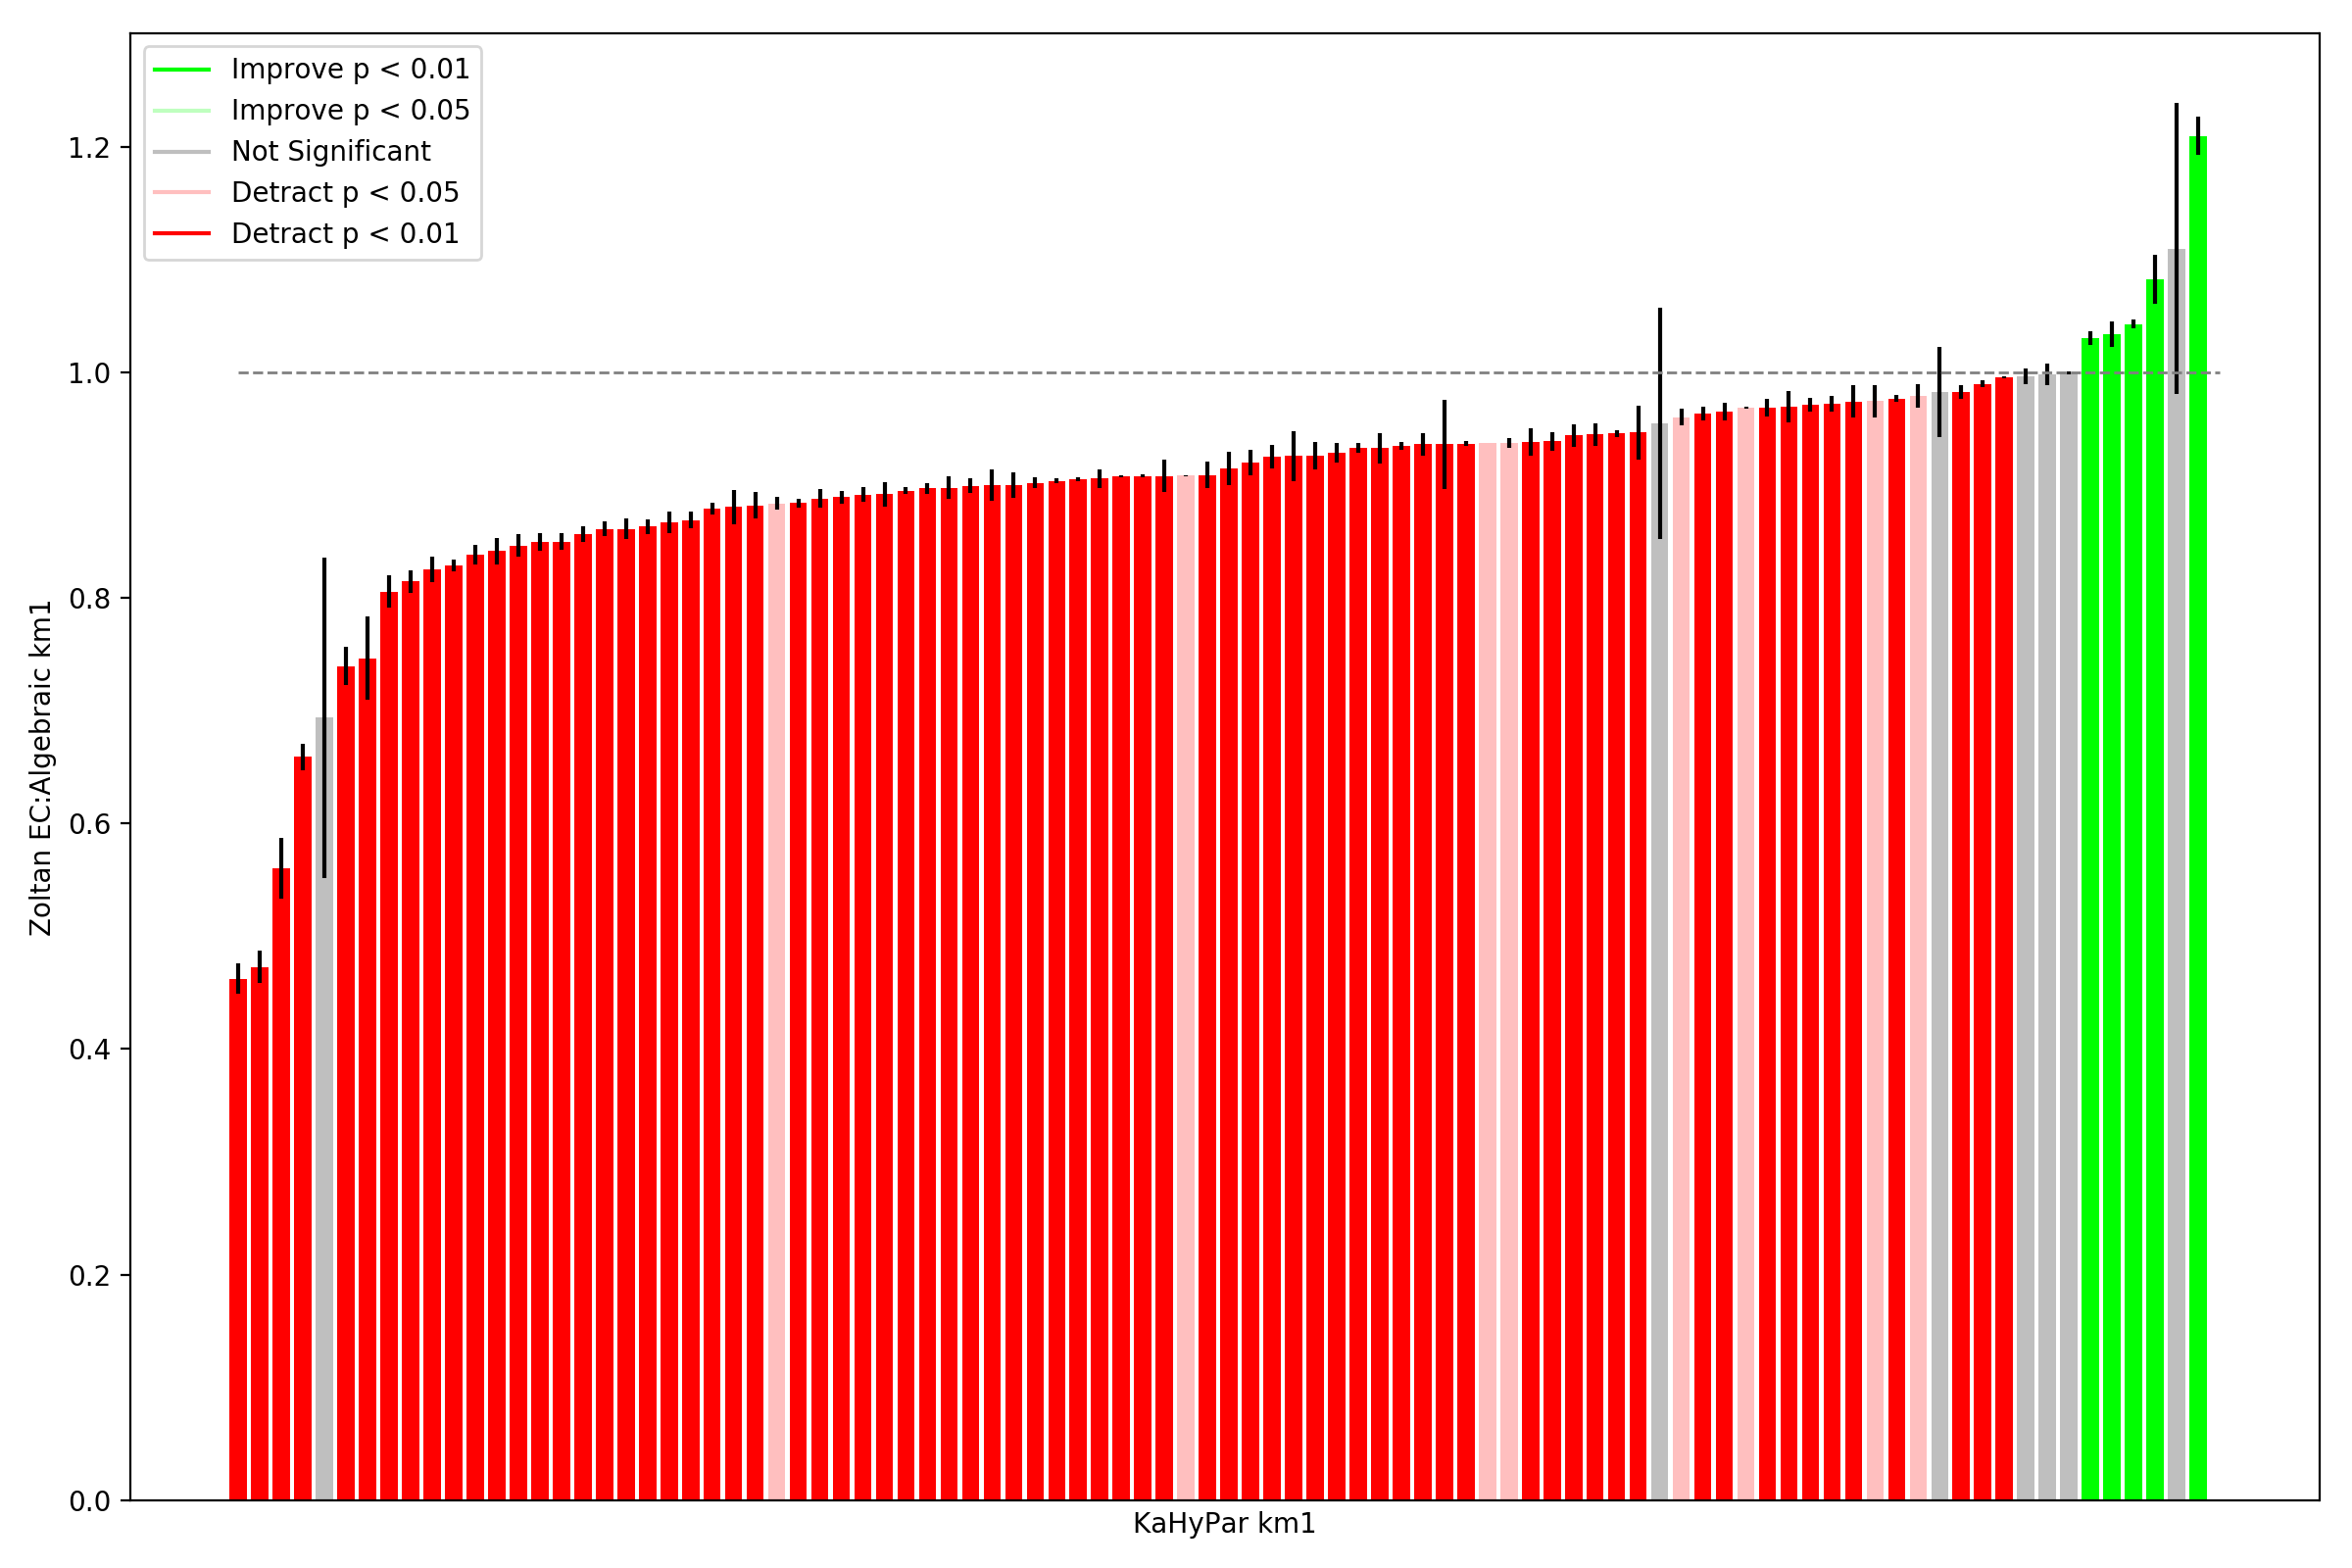 Improve p < 0.01
Improve p < 0.05
Not Significant
Detract p < 0.05
Detract p < 0.01
1.2
1.0
0.8
0.6
0.4
0.2
0.0
Zoltan EC:Algebraic km1
KaHyPar km1